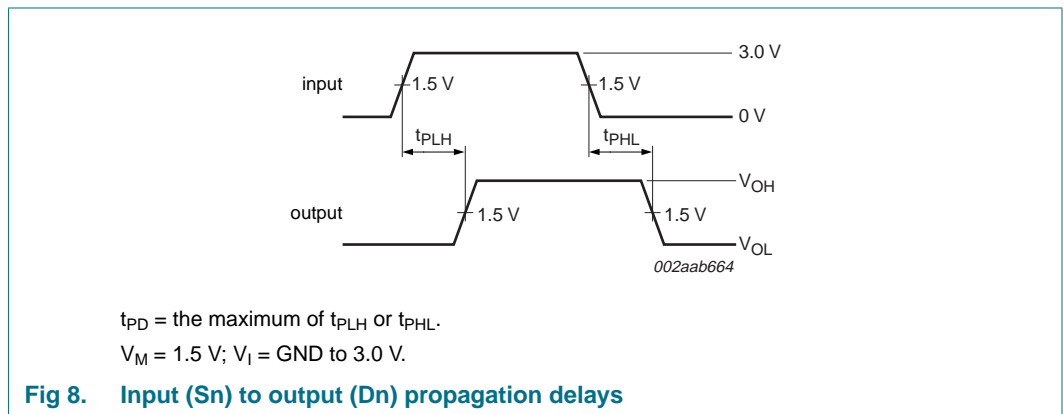 3.0 V
input
1.5 V
1.5 V
0 V
tPLH
tPHL
VOH
output
1.5 V
1.5 V
VOL
002aab664
tPD = the maximum of tPLH or tPHL.
VM = 1.5 V; VI = GND to 3.0 V.
Fig 8. Input (Sn) to output (Dn) propagation delays